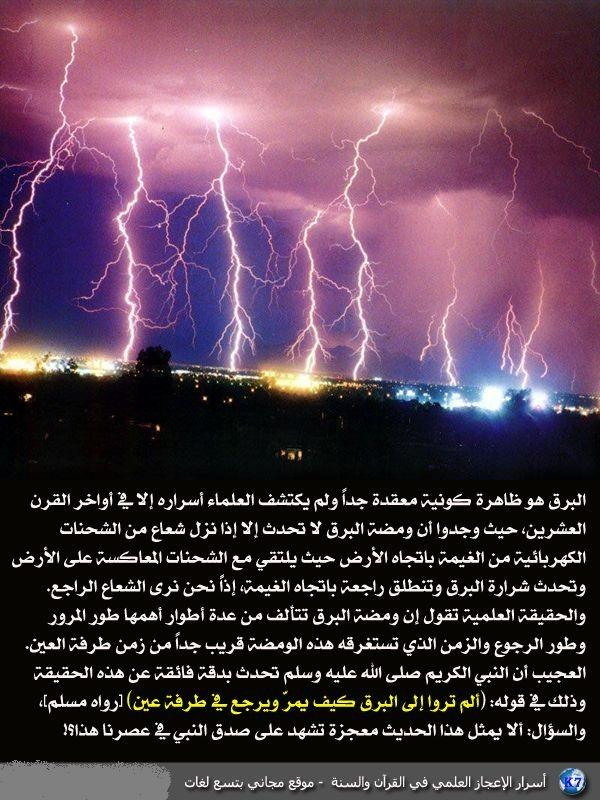 البرق هو ظاهرة كونية معقدة جداً ولم يكتشف العلماء أسراره إلا في أواخر القرن
العشرين، حيث وجدوا أن ومضة البرق لا تحدث إلا إذا نزل شعاع من الشحنات
الكهربائية من الغيمة باتجاه الأرض حيث يلتقي مع الشحنات المعاكسة على الأرض
وتحدث شرارة البرق وتنطلق راجعة باتجاه الغيمة، إذاً نحن نرى الشعاع الراجع.
والحقيقة العلمية تقول إن ومضة البرق تتألف من عدة أطوار أهمها طور المرور
وطور الرجوع والزمن الذي تستغرقه هذه الومضة قريب جداً من زمن طرفة العين.
العجيب أن النبي الكريم صلى الله عليه وسلم تحدث بدقة فائقة عن هذه الحقيقة
وذلك في قوله: (ألم تروا إلى البرق كيف يمرّ ويرجع في طرفة عين) [رواه مسلم]،
والسؤال: ألا يمثل هذا الحديث معجزة تشهد على صدق النبي في عصرنا هذا؟!
K7 أسرار الإعجاز العلمي في القرآن والسنة - موقع مجاني بتسع لغات